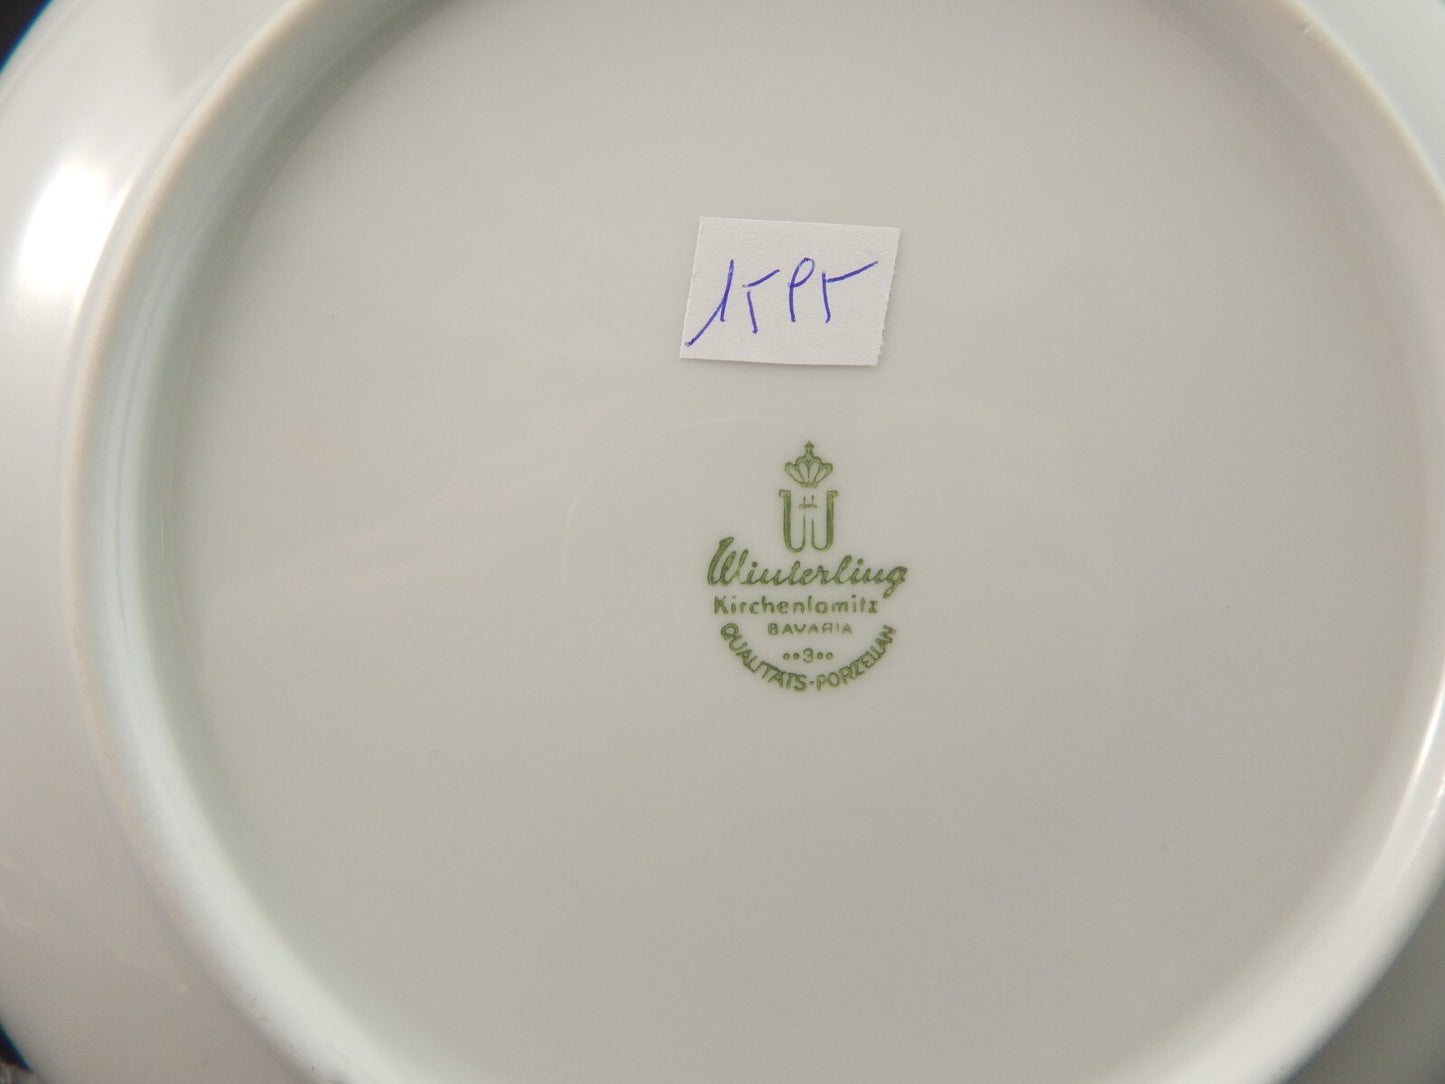 1595
Winterling
Kirchenlamitz
BAVARIA
••3••
QUALITÄTS-PORZELLAN